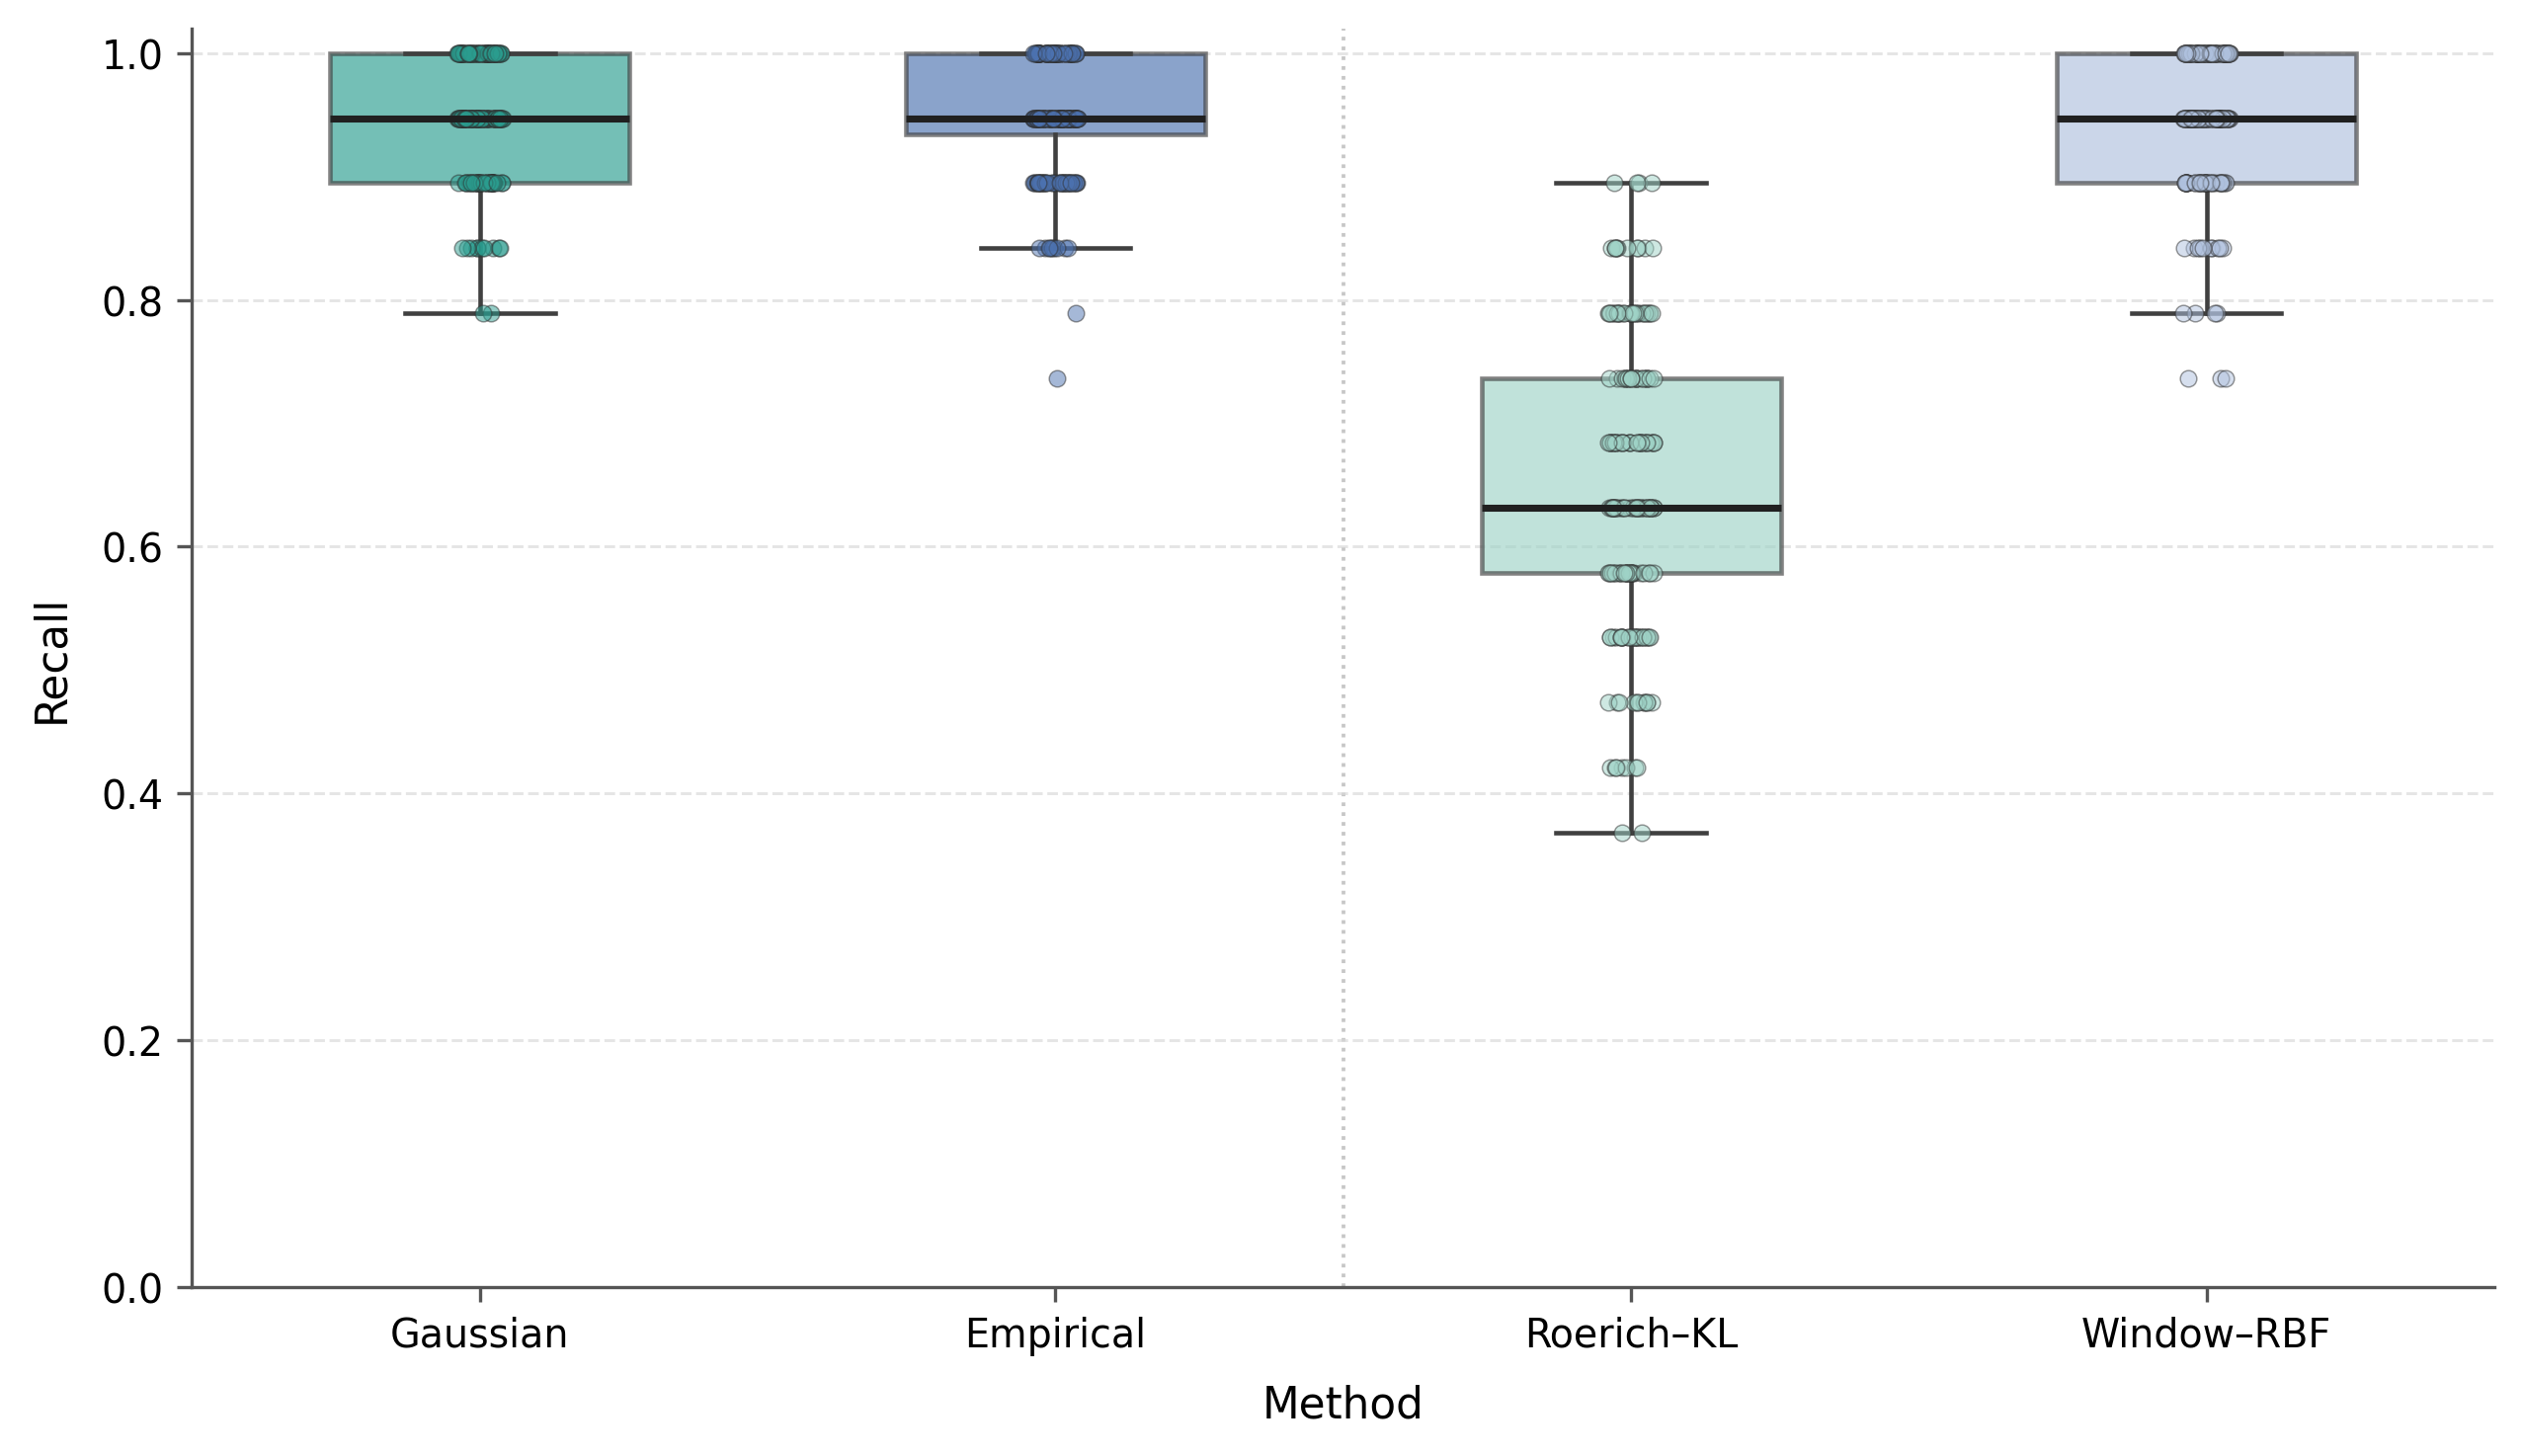 1.0
0.8
0.6
0.4
0.2
0.0
Recall
Gaussian
Empirical
Roerich–KL
Window–RBF
Method